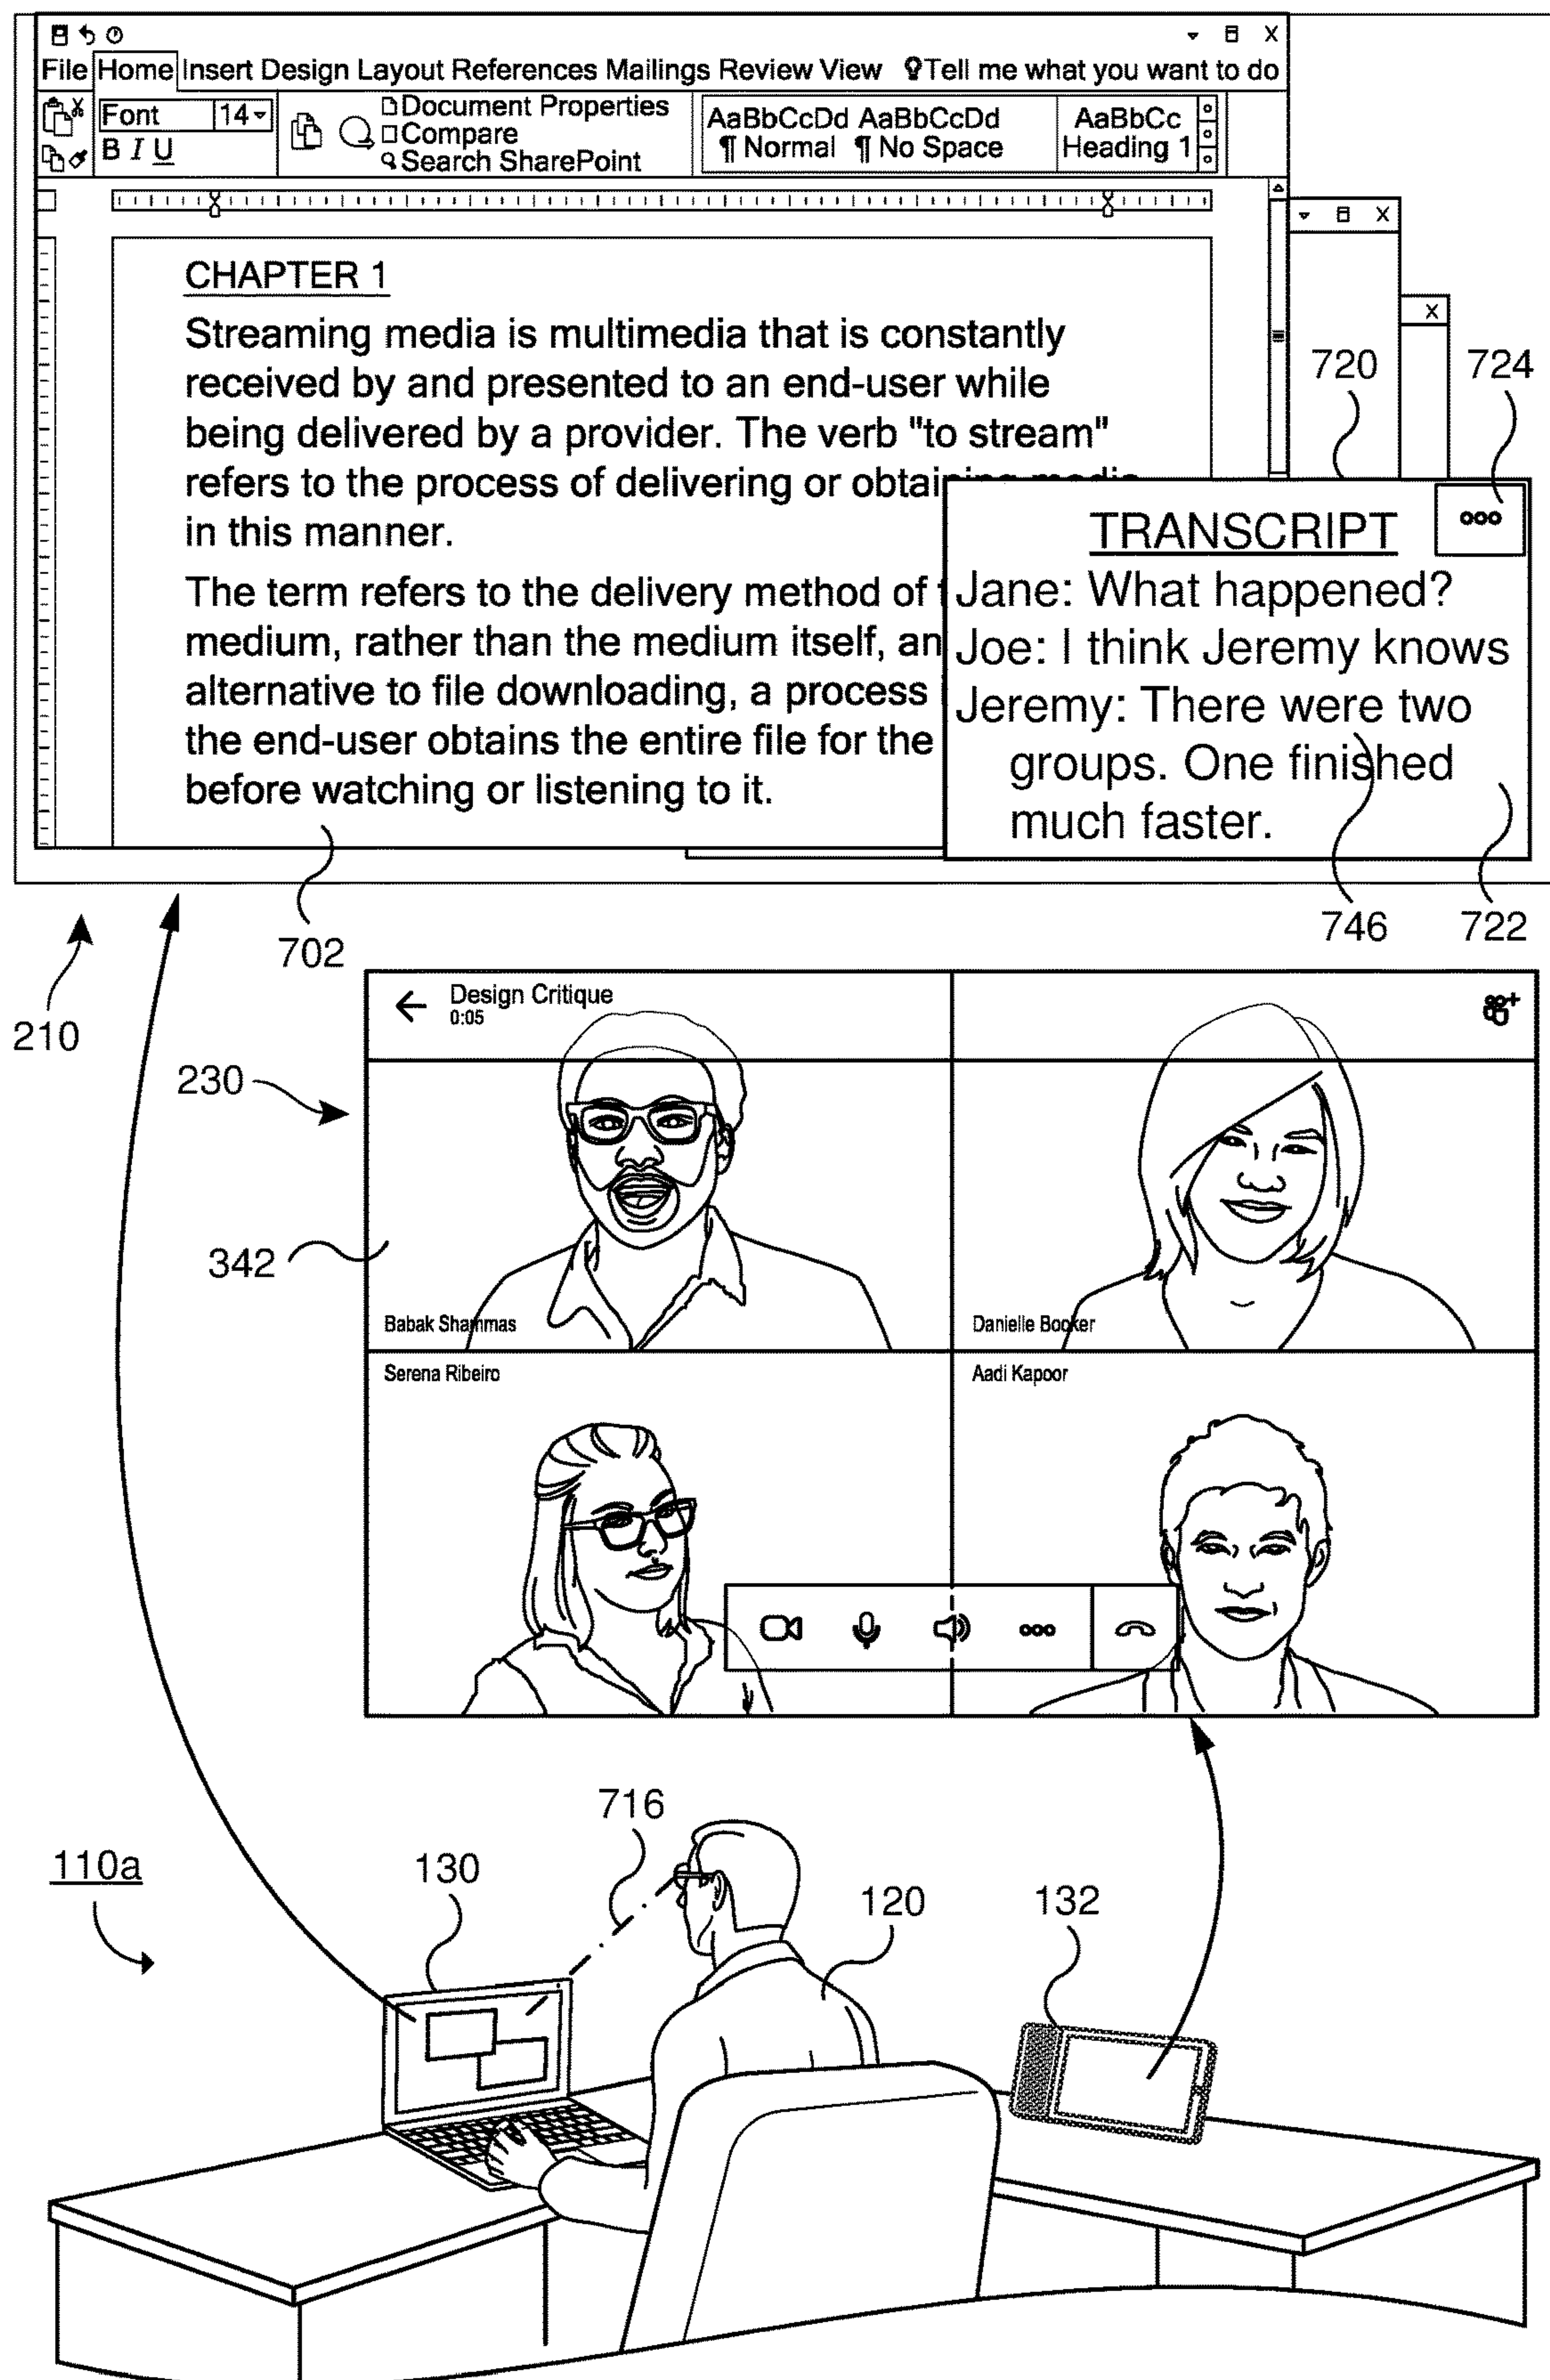 File Home Insert Design Layout References Mailings Review View Tell me what you want to do
Font 14
B I U
Document Properties
Compare
Search SharePoint
AaBbCcDd AaBbCcDd AaBbCc
¶ Normal ¶ No Space Heading 1
CHAPTER 1
Streaming media is multimedia that is constantly
received by and presented to an end-user while
being delivered by a provider. The verb "to stream"
refers to the process of delivering or obtaining media
in this manner.
The term refers to the delivery method of
medium, rather than the medium itself, an
alternative to file downloading, a process
the end-user obtains the entire file for the
before watching or listening to it.
720
724
TRANSCRIPT
Jane: What happened?
Joe: I think Jeremy knows
Jeremy: There were two
groups. One finished
much faster.
746
722
702
210
Design Critique
0:05
230
342
Babak Shammas
Danielle Booker
Serena Ribeiro
Aadi Kapoor
716
110a
130
120
132